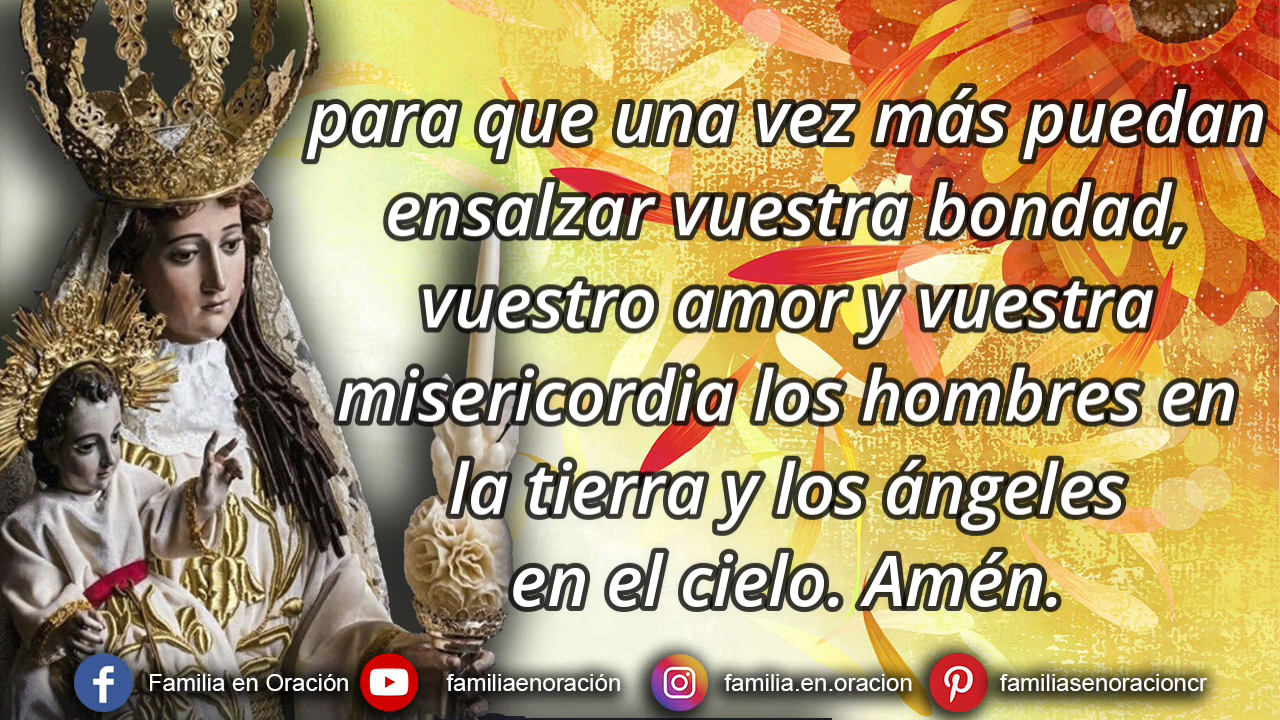 para que una vez más puedan
ensalzar vuestra bondad,
vuestro amor y vuestra
misericordia los hombres en
la tierra y los ángeles
en el cielo. Amén.
Familia en Oración familiaenoración familia.en.oracion familiasenoracioncr